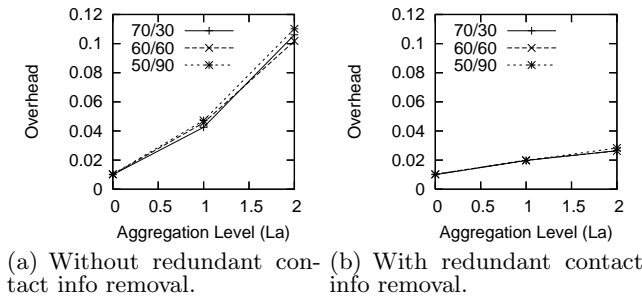 0.12
0.1
0.08
0.06
0.04
0.02
0
Overhead
70/30
60/60
50/90
0 0.5 1 1.5 2
Aggregation Level (La)
(a) Without redundant con-
tact info removal.
0.12
0.1
0.08
0.06
0.04
0.02
0
Overhead
70/30
60/60
50/90
0 0.5 1 1.5 2
Aggregation Level (La)
(b) With redundant contact
info removal.